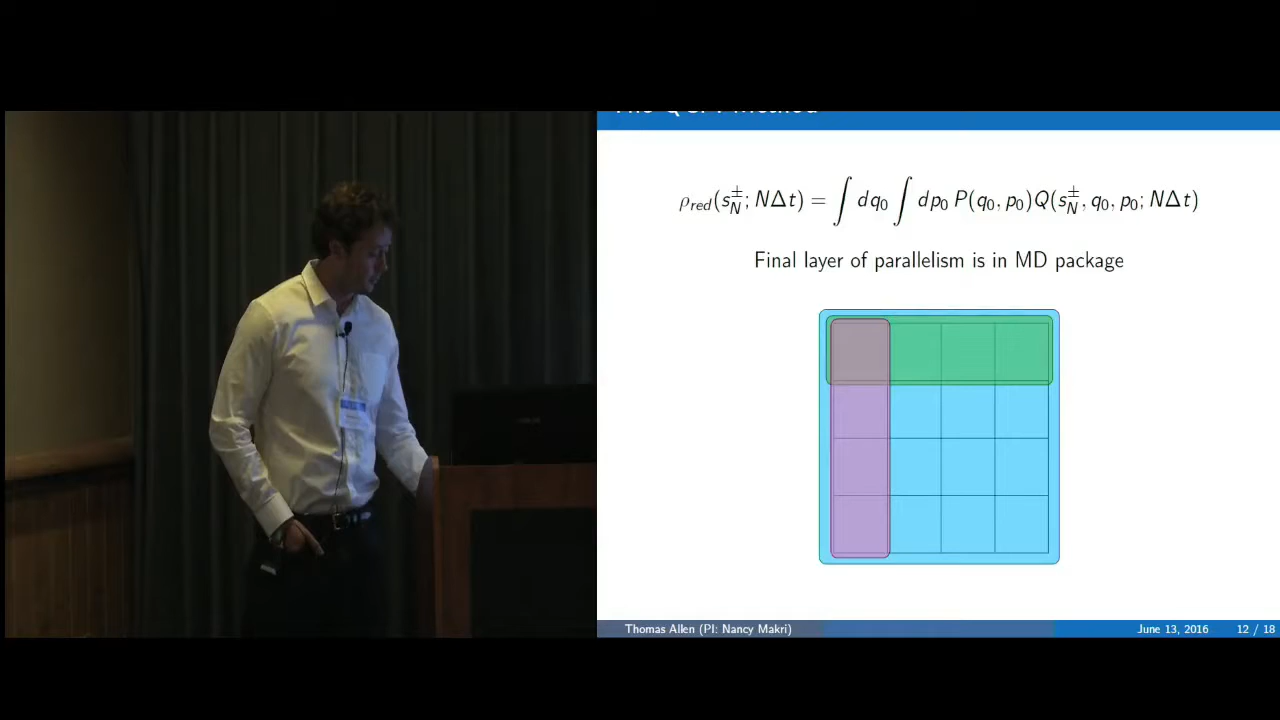 ρ_red(s_N^±; NΔt) = ∫ dq_0 ∫ dp_0 P(q_0, p_0)Q(s_N^±, q_0, p_0; NΔt)
Final layer of parallelism is in MD package
Thomas Allen (PI: Nancy Makri) June 13, 2016 12 / 18